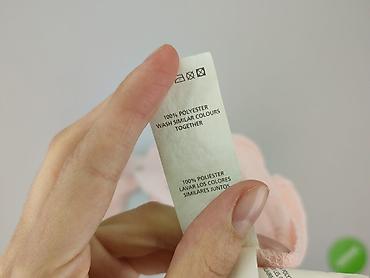 100% POLYESTER
WASH SIMILAR COLOURS
TOGETHER
100% POLIESTER
LAVAR LOS COLORES
SIMILARES JUNTOS